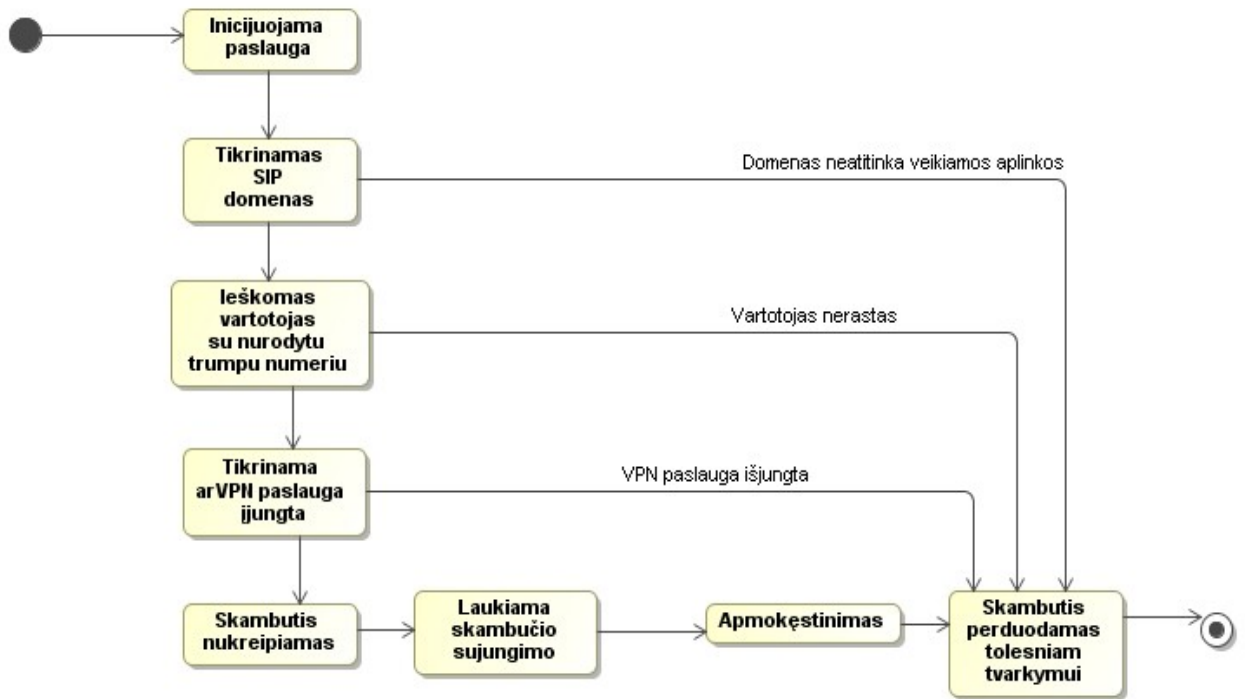 Inicijuojama
paslauga
Tikrinamas
SIP
domenas
Domenas neatitinka veikiamos aplinkos
Ieškomas
vartotojas
su nurodytu
trumpu numeriu
Vartotojas nerastas
Tikrinama
arVPN paslauga
įjungta
VPN paslauga išjungta
Skambutis
nukreipiamas
Laukiama
skambučio
sujungimo
Apmokęstinimas
Skambutis
perduodamas
tolesniam
tvarkymui